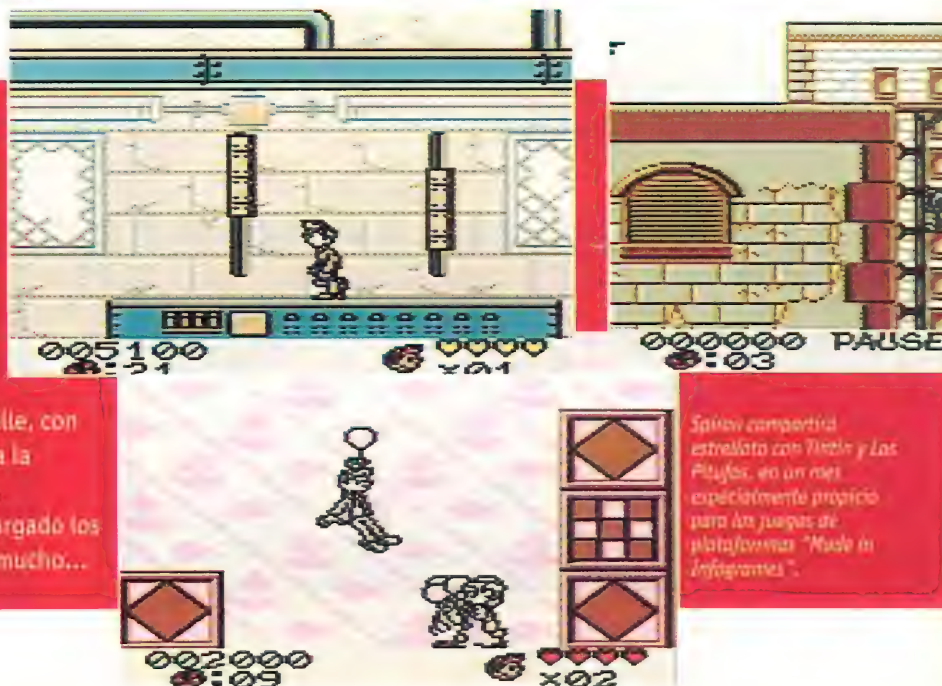 005100
:21
x01
000000 PAUSE
:03
lle, con
a la
rgado los
mucho...
002000
:09
x02
Spirou compartirá
estrellato con Tintin y Los
Pitufos, en un mes
especialmente propicio
para los juegos de
plataformas "Made in
Infogrames".